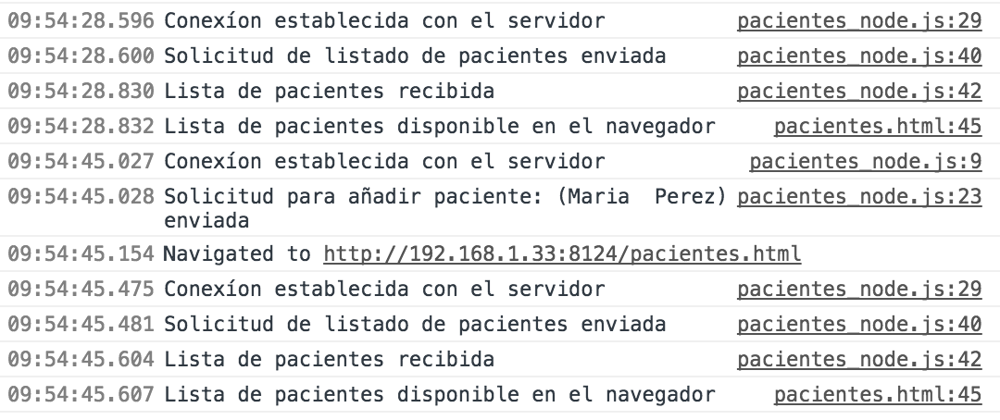 09:54:28.596 Conexíon establecida con el servidor pacientes_node.js:29
09:54:28.600 Solicitud de listado de pacientes enviada pacientes_node.js:40
09:54:28.830 Lista de pacientes recibida pacientes_node.js:42
09:54:28.832 Lista de pacientes disponible en el navegador pacientes.html:45
09:54:45.027 Conexíon establecida con el servidor pacientes_node.js:9
09:54:45.028 Solicitud para añadir paciente: (Maria  Perez) pacientes_node.js:23
enviada
09:54:45.154 Navigated to http://192.168.1.33:8124/pacientes.html
09:54:45.475 Conexíon establecida con el servidor pacientes_node.js:29
09:54:45.481 Solicitud de listado de pacientes enviada pacientes_node.js:40
09:54:45.604 Lista de pacientes recibida pacientes_node.js:42
09:54:45.607 Lista de pacientes disponible en el navegador pacientes.html:45